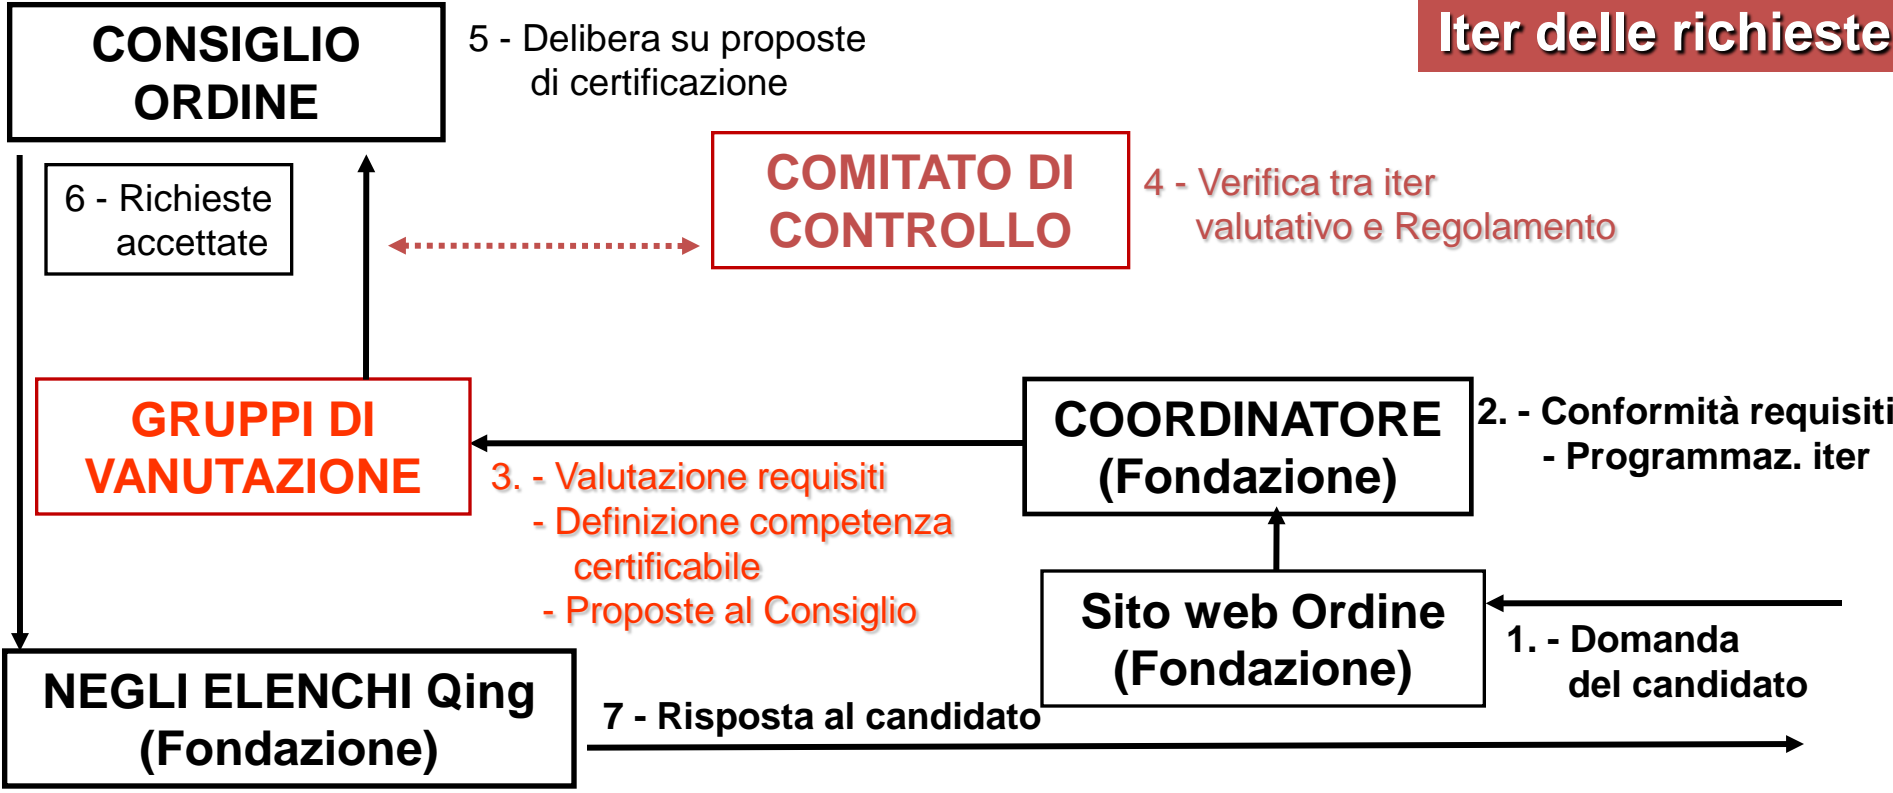 Iter delle richieste
CONSIGLIO
ORDINE
5 - Delibera su proposte
di certificazione
6 - Richieste
accettate
COMITATO DI
CONTROLLO
4 - Verifica tra iter
valutativo e Regolamento
GRUPPI DI
VANUTAZIONE
3. - Valutazione requisiti
- Definizione competenza
certificabile
- Proposte al Consiglio
COORDINATORE
(Fondazione)
2. - Conformità requisiti
- Programmaz. iter
Sito web Ordine
(Fondazione)
1. - Domanda
del candidato
NEGLI ELENCHI Qing
(Fondazione)
7 - Risposta al candidato